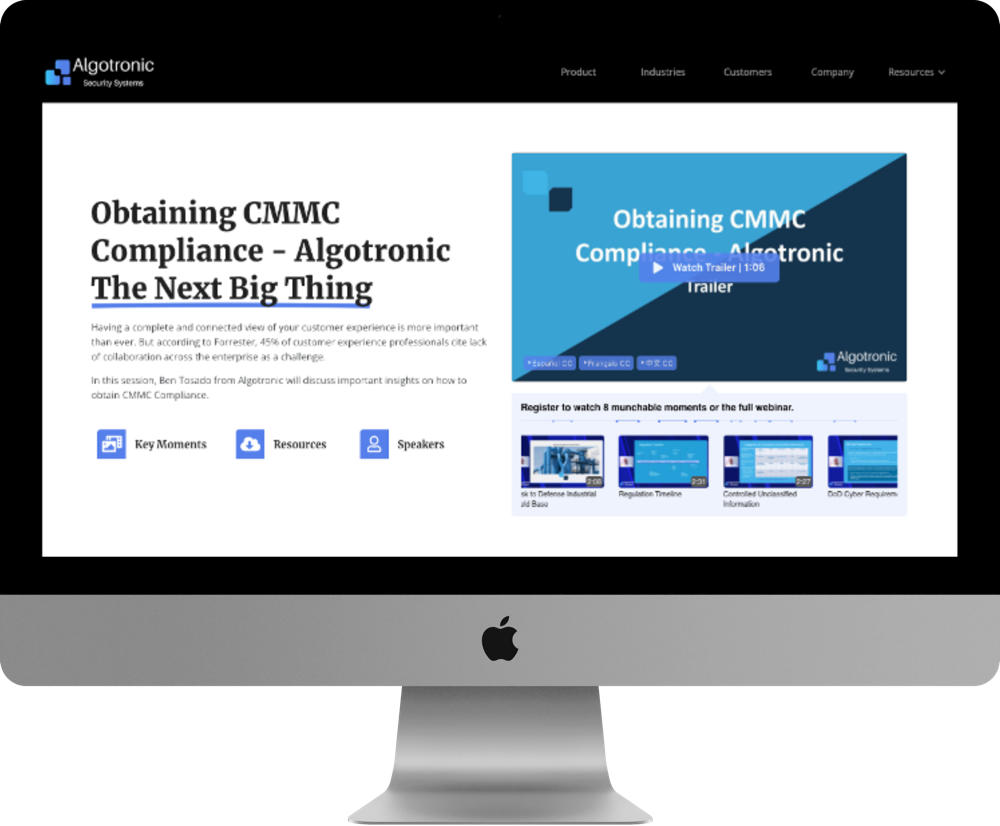 Algotronic
Security Systems
Product
Industries
Customers
Company
Resources
Obtaining CMMC
Compliance - Algotronic
The Next Big Thing
Having a complete and connected view of your customer experience is more important
than ever. But according to Forrester, 45% of customer experience professionals cite lack
of collaboration across the enterprise as a challenge.
In this session, Ben Tosado from Algotronic will discuss important insights on how to
obtain CMMC Compliance.
Key Moments
Resources
Speakers
Obtaining CMMC
Compliance - Algotronic
Watch Trailer | 1:06
Trailer
Español CC
Français CC
中文 CC
Algotronic
Security Systems
Register to watch 8 munchable moments or the full webinar.
2:08
2:31
2:27
sk to Defense Industrial
Regulation Timeline
Controlled Unclassified
DoD Cyber Requirem
ld Base
Information